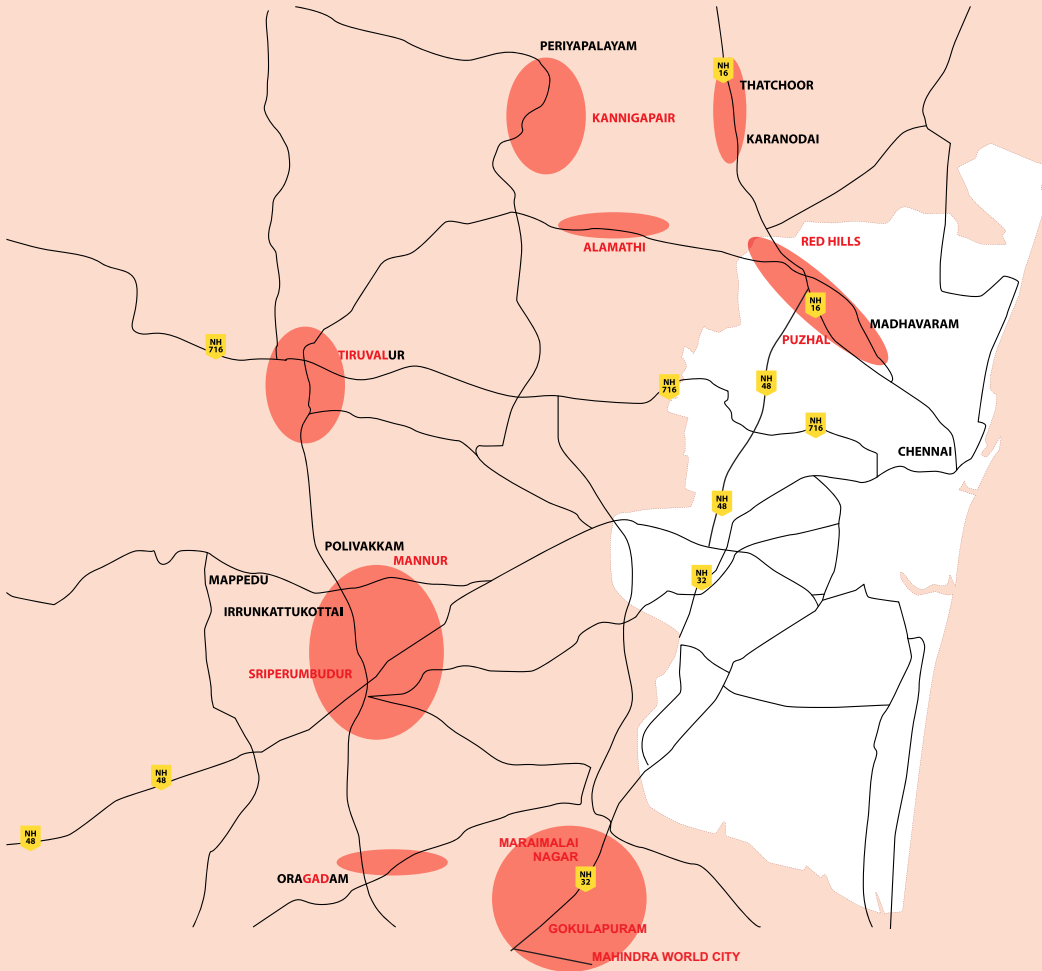 PERIYAPALAYAM
NH
16
THATCHOOR
KANNIGAPAIR
KARANODAI
RED HILLS
ALAMATHI
NH
16
MADHAVARAM
PUZHAL
NH
716
TIRUVALUR
NH
716
NH
48
NH
716
CHENNAI
NH
48
POLIVAKKAM
MANNUR
MAPPEDU
NH
32
IRRUNKATTUKOTTAI
SRIPERUMBUDUR
NH
48
NH
48
MARAIMALAI
NAGAR
ORAGADAM
NH
32
GOKULAPURAM
MAHINDRA WORLD CITY